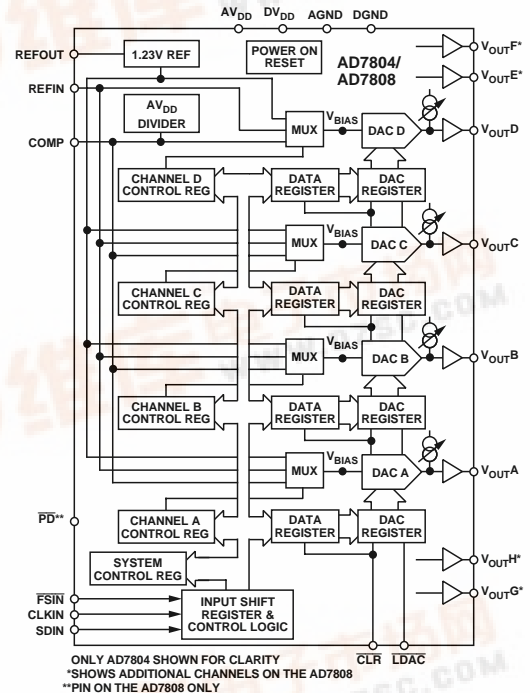 AVDD DVDD AGND DGND
REFOUT
1.23V REF
POWER ON
RESET
AD7804/
AD7808
VOUTF*
REFIN
VOUTE*
AVDD
DIVIDER
COMP
MUX
VBIAS
DAC D
VOUTD
CHANNEL D
CONTROL REG
DATA
REGISTER
DAC
REGISTER
MUX
VBIAS
DAC C
VOUTC
CHANNEL C
CONTROL REG
DATA
REGISTER
DAC
REGISTER
MUX
VBIAS
DAC B
VOUTB
CHANNEL B
CONTROL REG
DATA
REGISTER
DAC
REGISTER
MUX
VBIAS
DAC A
VOUTA
PD**
CHANNEL A
CONTROL REG
DATA
REGISTER
DAC
REGISTER
SYSTEM
CONTROL REG
VOUTH*
FSIN
CLKIN
SDIN
INPUT SHIFT
REGISTER &
CONTROL LOGIC
VOUTG*
CLR LDAC
ONLY AD7804 SHOWN FOR CLARITY
*SHOWS ADDITIONAL CHANNELS ON THE AD7808
**PIN ON THE AD7808 ONLY